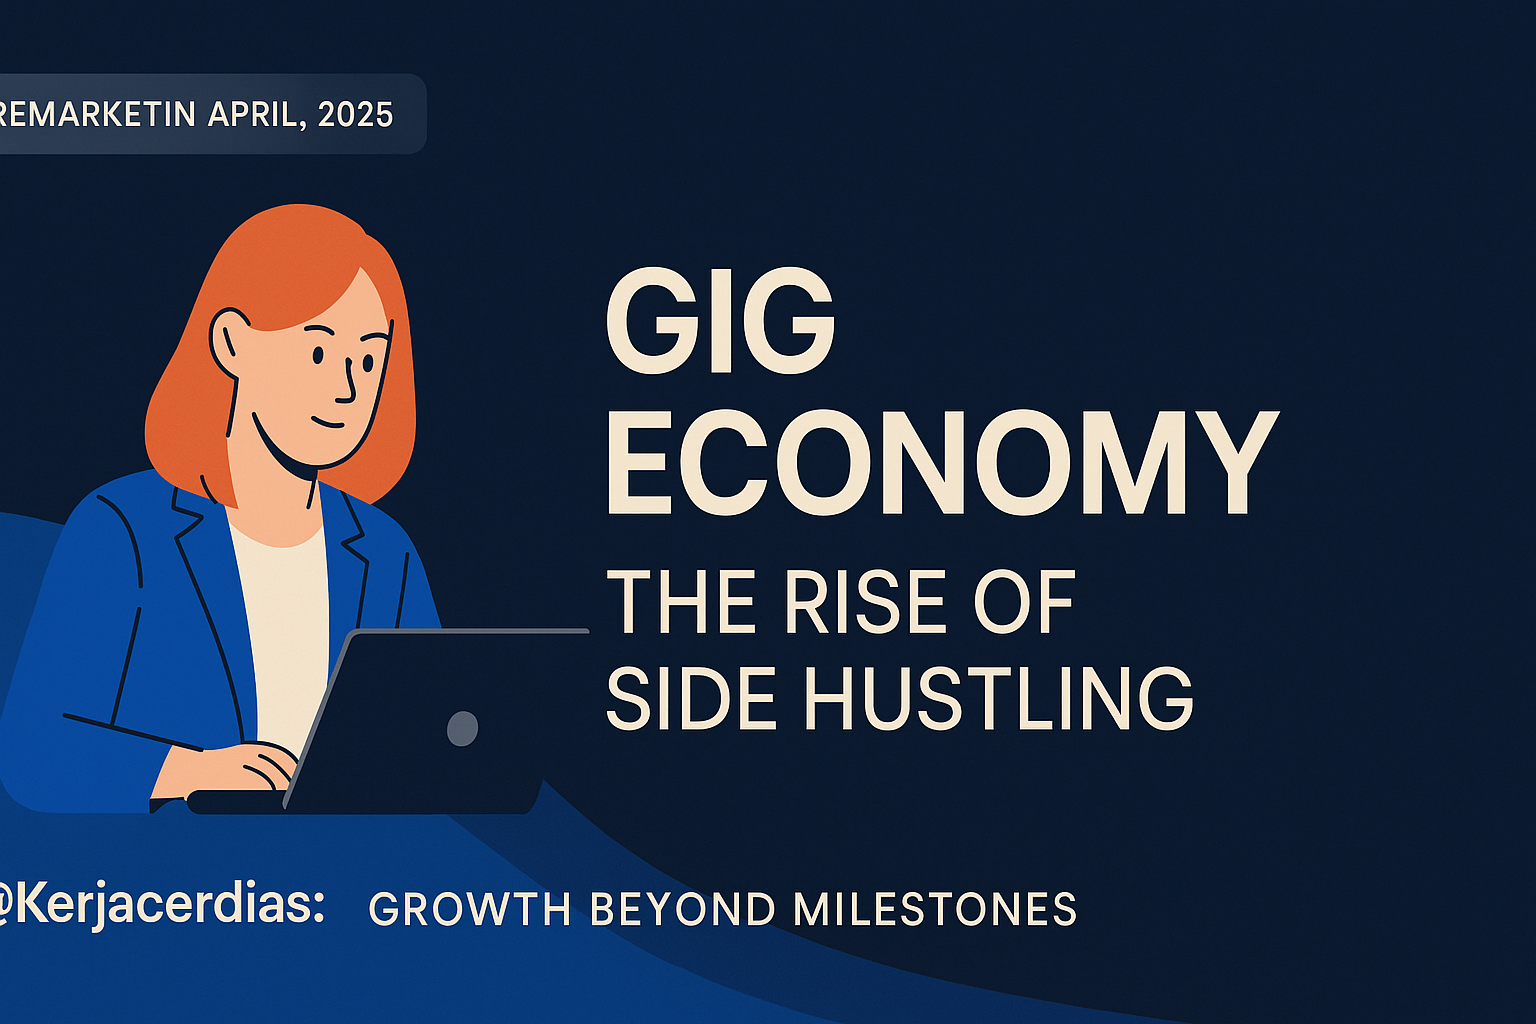 REMARKETIN APRIL, 2025
GIG
ECONOMY
THE RISE OF
SIDE HUSTLING
@Kerjacerdias: GROWTH BEYOND MILESTONES